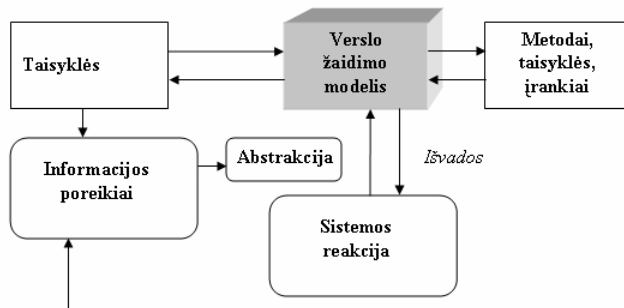 Taisyklės
Verslo
žaidimo
modelis
Metodai,
taisyklės,
įrankiai
Informacijos
poreikiai
Abstrakcija
Išvados
Sistemos
reakcija